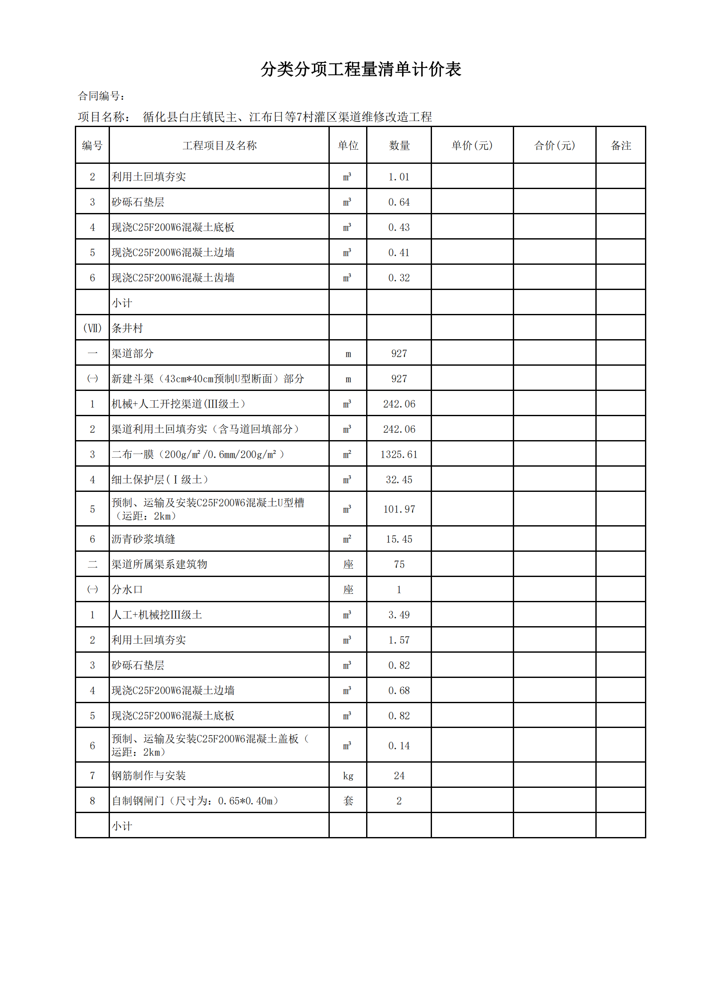 分类分项工程量清单计价表
合同编号：
项目名称： 循化县白庄镇民主、江布日等7村灌区渠道维修改造工程
编号 工程项目及名称 单位 数量 单价(元) 合价(元) 备注
2 利用土回填夯实 m³ 1.01
3 砂砾石垫层 m³ 0.64
4 现浇C25F200W6混凝土底板 m³ 0.43
5 现浇C25F200W6混凝土边墙 m³ 0.41
6 现浇C25F200W6混凝土齿墙 m³ 0.32
小计
(Ⅶ) 条井村
一 渠道部分 m 927
㈠ 新建斗渠（43cm*40cm预制U型断面）部分 m 927
1 机械+人工开挖渠道(Ⅲ级土） m³ 242.06
2 渠道利用土回填夯实（含马道回填部分） m³ 242.06
3 二布一膜（200g/m²/0.6mm/200g/m²） m² 1325.61
4 细土保护层(Ⅰ级土） m³ 32.45
5 预制、运输及安装C25F200W6混凝土U型槽 m³ 101.97
（运距：2km）
6 沥青砂浆填缝 m² 15.45
二 渠道所属渠系建筑物 座 75
㈠ 分水口 座 1
1 人工+机械挖Ⅲ级土 m³ 3.49
2 利用土回填夯实 m³ 1.57
3 砂砾石垫层 m³ 0.82
4 现浇C25F200W6混凝土边墙 m³ 0.68
5 现浇C25F200W6混凝土底板 m³ 0.82
6 预制、运输及安装C25F200W6混凝土盖板（ m³ 0.14
运距：2km）
7 钢筋制作与安装 kg 24
8 自制钢闸门（尺寸为：0.65*0.40m） 套 2
小计